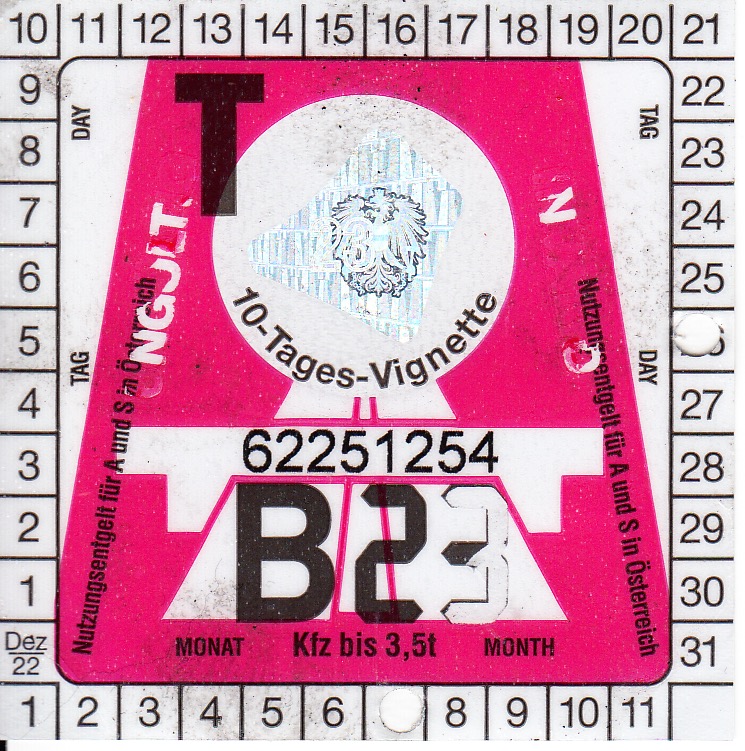 10 11 12 13 14 15 16 17 18 19 20 21
9 22
8 23
7 24
6 25
5
4 27
3 28
2 29
1 30
Dez 22 31
1 2 3 4 5 6 8 9 10 11
DAY
TAG
T
N
NGÜLT
10-Tages-Vignette
TAG
DAY
62251254
B23
Nutzungsentgelt für A und S in Österreich
Nutzungsentgelt für A und S in Österreich
MONAT Kfz bis 3,5t MONTH